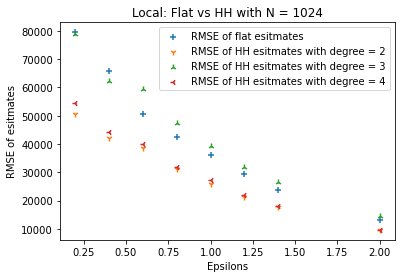 Local: Flat vs HH with N = 1024
RMSE of flat esitmates
RMSE of HH esitmates with degree = 2
RMSE of HH esitmates with degree = 3
RMSE of HH esitmates with degree = 4
RMSE of esitmates
80000
70000
60000
50000
40000
30000
20000
10000
0.25 0.50 0.75 1.00 1.25 1.50 1.75 2.00
Epsilons